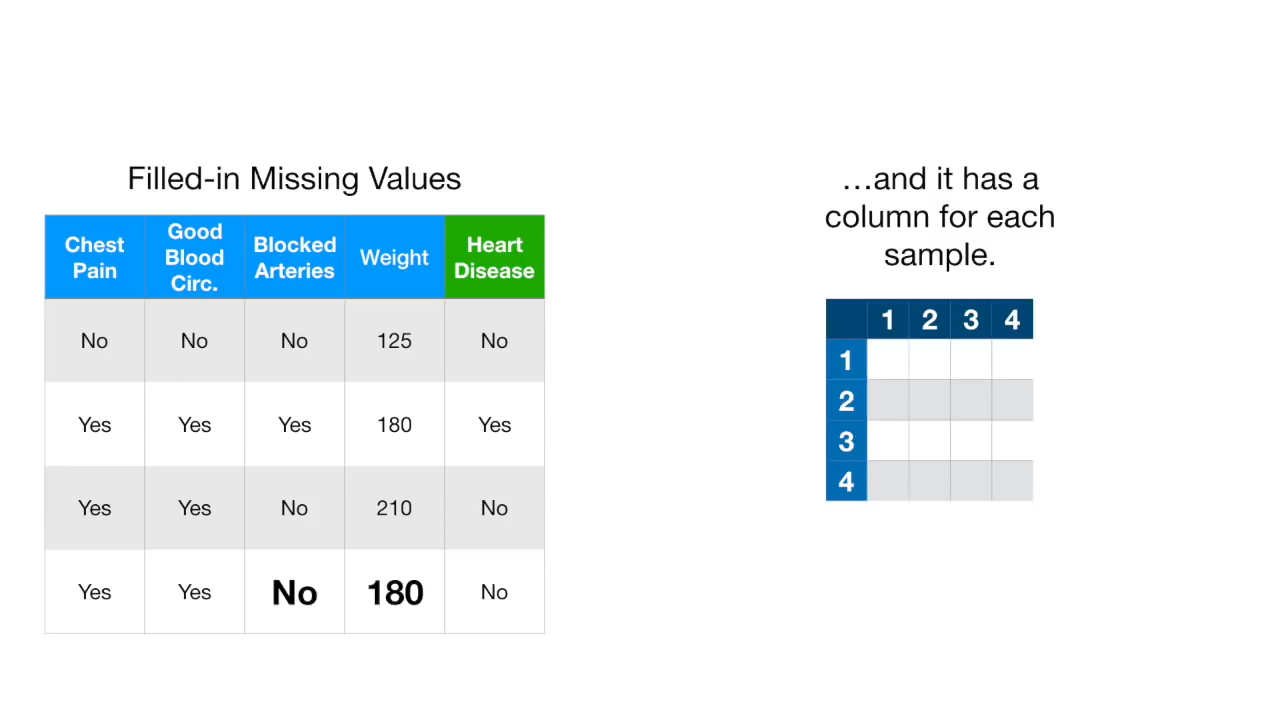 Filled-in Missing Values
Chest Pain Good Blood Circ. Blocked Arteries Weight Heart Disease
No No No 125 No
Yes Yes Yes 180 Yes
Yes Yes No 210 No
Yes Yes No 180 No
…and it has a
column for each
sample.
1 2 3 4
1
2
3
4